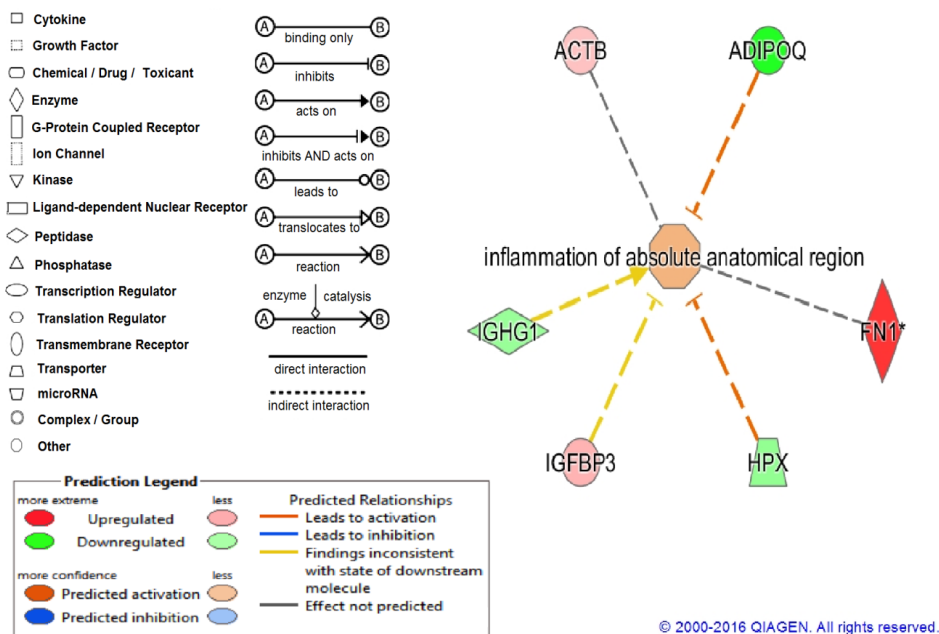 Cytokine
Growth Factor
Chemical / Drug / Toxicant
Enzyme
G-Protein Coupled Receptor
Ion Channel
Kinase
Ligand-dependent Nuclear Receptor
Peptidase
Phosphatase
Transcription Regulator
Translation Regulator
Transmembrane Receptor
Transporter
microRNA
Complex / Group
Other
A B
binding only
A B
inhibits
A B
acts on
A B
inhibits AND acts on
A B
leads to
A B
translocates to
A B
reaction
enzyme catalysis
A B
reaction
direct interaction
indirect interaction
ACTB
ADIPOQ
inflammation of absolute anatomical region
IGHG1
FN1*
IGFBP3
HPX
Prediction Legend
more extreme less
Upregulated
Downregulated
more confidence less
Predicted activation
Predicted inhibition
Predicted Relationships
Leads to activation
Leads to inhibition
Findings inconsistent
with state of downstream
molecule
Effect not predicted
© 2000-2016 QIAGEN. All rights reserved.